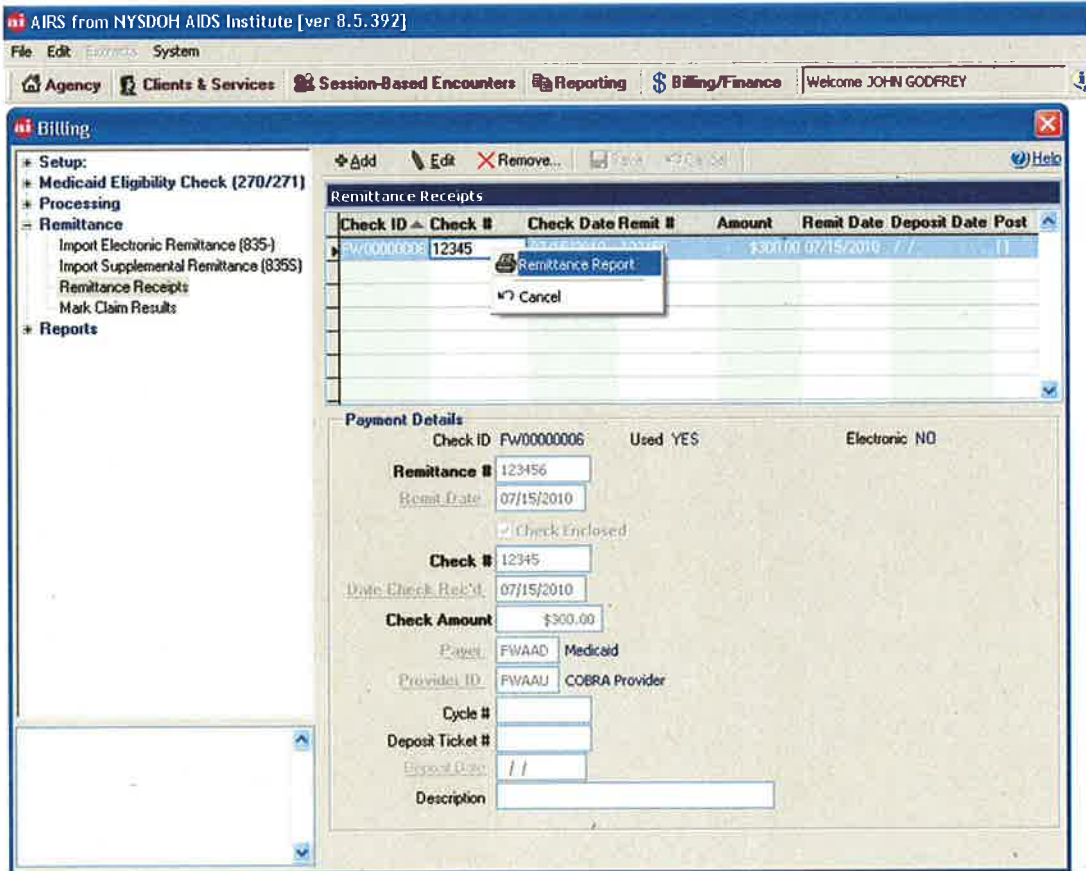 AIRS from NYSDOH AIDS Institute [ver 8.5.392]
File Edit Extracts System
Agency Clients & Services Session-Based Encounters Reporting $ Billing/Finance Welcome JOHN GODFREY
Billing
Setup:
Medicaid Eligibility Check (270/271)
Processing
Remittance
Import Electronic Remittance (835-)
Import Supplemental Remittance (835S)
Remittance Receipts
Mark Claim Results
Reports
Add Edit Remove... Save Cancel Help
Remittance Receipts
Check ID Check # Check Date Remit # Amount Remit Date Deposit Date Post
12345 $300.00 07/15/2010 / /
Remittance Report
Cancel
Payment Details
Check ID FW00000006 Used YES Electronic NO
Remittance # 123456
Remit Date 07/15/2010
Check Enclosed
Check # 12345
Date Check Rec'd 07/15/2010
Check Amount $300.00
Payer FWAAD Medicaid
Provider ID FWAAU COBRA Provider
Cycle #
Deposit Ticket #
Deposit Date / /
Description